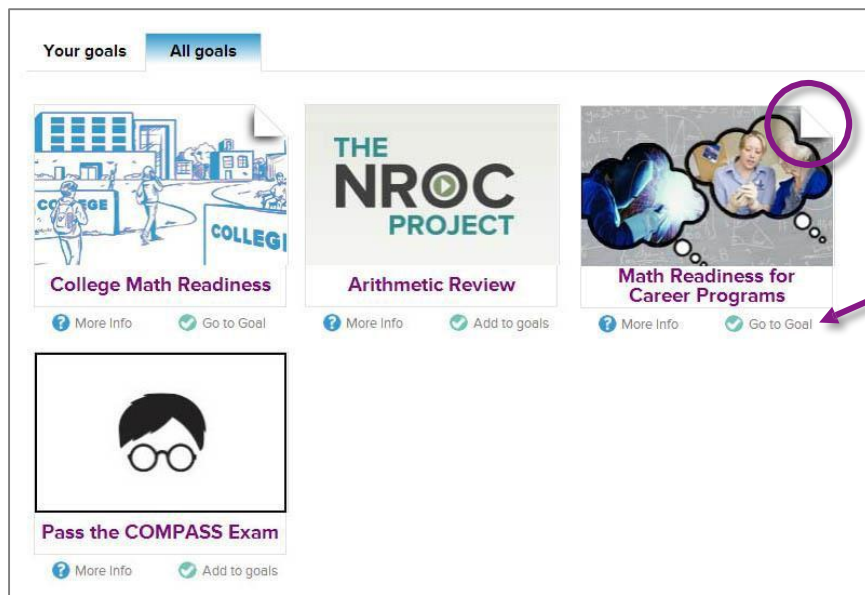 Your goals
All goals
COLLEGE
COLLEGE
THE
NROC
PROJECT
College Math Readiness
Arithmetic Review
Math Readiness for
Career Programs
? More Info
Go to Goal
? More Info
Add to goals
? More Info
Go to Goal
Pass the COMPASS Exam
? More Info
Add to goals